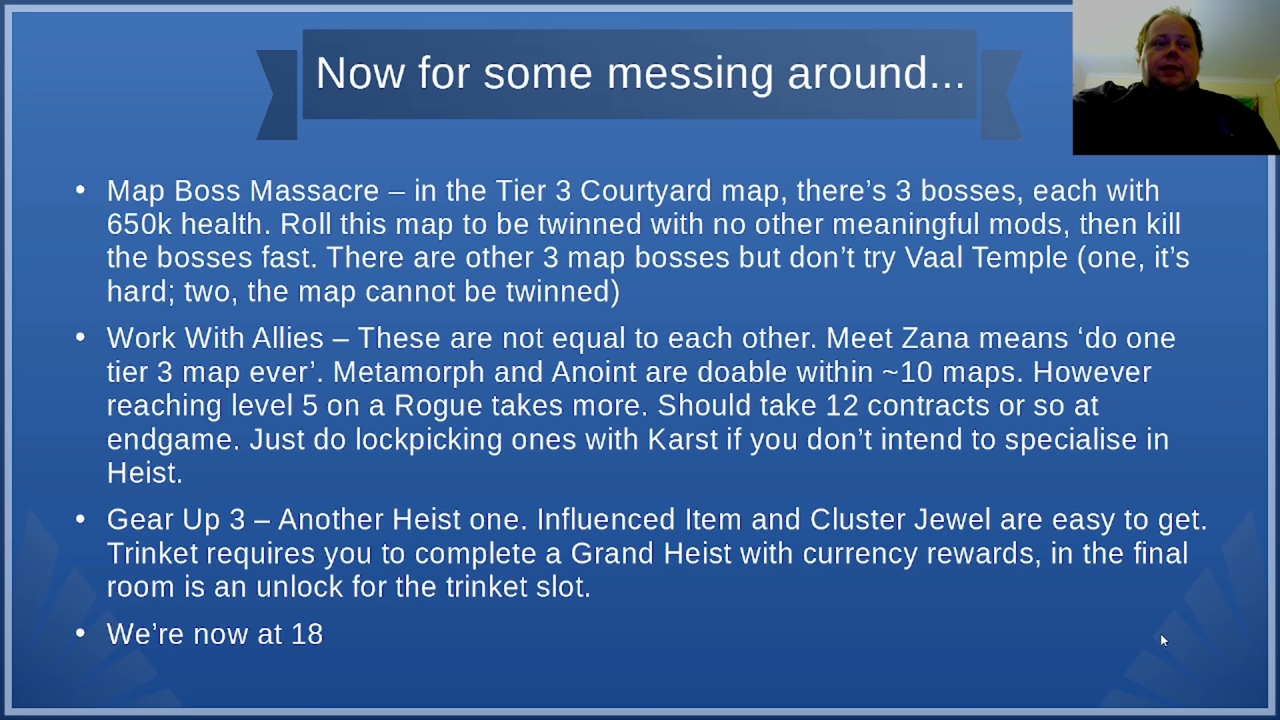 Now for some messing around...
• Map Boss Massacre – in the Tier 3 Courtyard map, there’s 3 bosses, each with
650k health. Roll this map to be twinned with no other meaningful mods, then kill
the bosses fast. There are other 3 map bosses but don’t try Vaal Temple (one, it’s
hard; two, the map cannot be twinned)
• Work With Allies – These are not equal to each other. Meet Zana means ‘do one
tier 3 map ever’. Metamorph and Anoint are doable within ~10 maps. However
reaching level 5 on a Rogue takes more. Should take 12 contracts or so at
endgame. Just do lockpicking ones with Karst if you don’t intend to specialise in
Heist.
• Gear Up 3 – Another Heist one. Influenced Item and Cluster Jewel are easy to get.
Trinket requires you to complete a Grand Heist with currency rewards, in the final
room is an unlock for the trinket slot.
• We’re now at 18